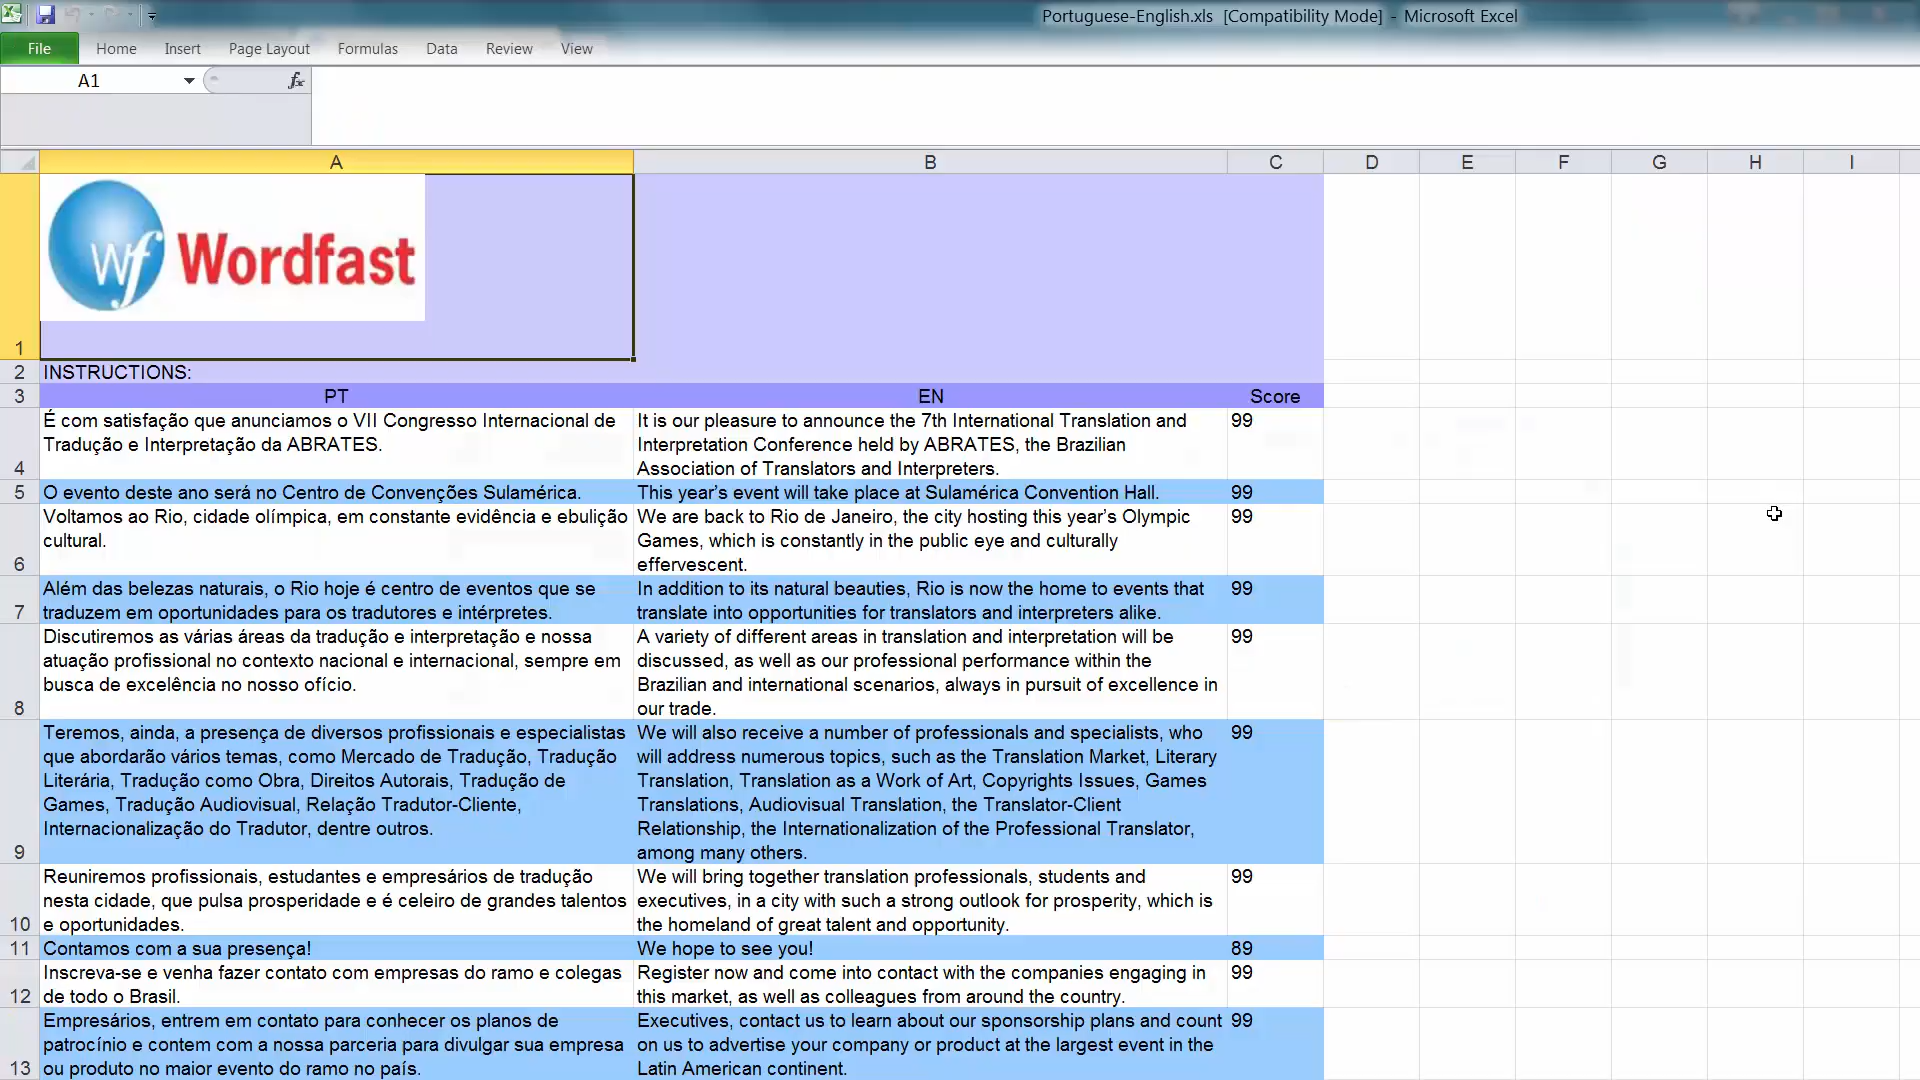 Portuguese-English.xls [Compatibility Mode] - Microsoft Excel
File Home Insert Page Layout Formulas Data Review View
A1 fx
A B C D E F G H I
wf Wordfast
1
2 INSTRUCTIONS:
3 PT EN Score
É com satisfação que anunciamos o VII Congresso Internacional de
Tradução e Interpretação da ABRATES.
It is our pleasure to announce the 7th International Translation and
Interpretation Conference held by ABRATES, the Brazilian
Association of Translators and Interpreters.
99
4
5 O evento deste ano será no Centro de Convenções Sulamérica. This year's event will take place at Sulamérica Convention Hall. 99
Voltamos ao Rio, cidade olímpica, em constante evidência e ebulição
cultural.
We are back to Rio de Janeiro, the city hosting this year's Olympic
Games, which is constantly in the public eye and culturally
effervescent.
99
6
Além das belezas naturais, o Rio hoje é centro de eventos que se
traduzem em oportunidades para os tradutores e intérpretes.
In addition to its natural beauties, Rio is now the home to events that
translate into opportunities for translators and interpreters alike.
99
7
Discutiremos as várias áreas da tradução e interpretação e nossa
atuação profissional no contexto nacional e internacional, sempre em
busca de excelência no nosso ofício.
A variety of different areas in translation and interpretation will be
discussed, as well as our professional performance within the
Brazilian and international scenarios, always in pursuit of excellence in
our trade.
99
8
Teremos, ainda, a presença de diversos profissionais e especialistas
que abordarão vários temas, como Mercado de Tradução, Tradução
Literária, Tradução como Obra, Direitos Autorais, Tradução de
Games, Tradução Audiovisual, Relação Tradutor-Cliente,
Internacionalização do Tradutor, dentre outros.
We will also receive a number of professionals and specialists, who
will address numerous topics, such as the Translation Market, Literary
Translation, Translation as a Work of Art, Copyrights Issues, Games
Translations, Audiovisual Translation, the Translator-Client
Relationship, the Internationalization of the Professional Translator,
among many others.
99
9
Reuniremos profissionais, estudantes e empresários de tradução
nesta cidade, que pulsa prosperidade e é celeiro de grandes talentos
e oportunidades.
We will bring together translation professionals, students and
executives, in a city with such a strong outlook for prosperity, which is
the homeland of great talent and opportunity.
99
10
11 Contamos com a sua presença! We hope to see you! 89
Inscreva-se e venha fazer contato com empresas do ramo e colegas
de todo o Brasil.
Register now and come into contact with the companies engaging in
this market, as well as colleagues from around the country.
99
12
Empresários, entrem em contato para conhecer os planos de
patrocínio e contem com a nossa parceria para divulgar sua empresa
ou produto no maior evento do ramo no país.
Executives, contact us to learn about our sponsorship plans and count
on us to advertise your company or product at the largest event in the
Latin American continent.
99
13